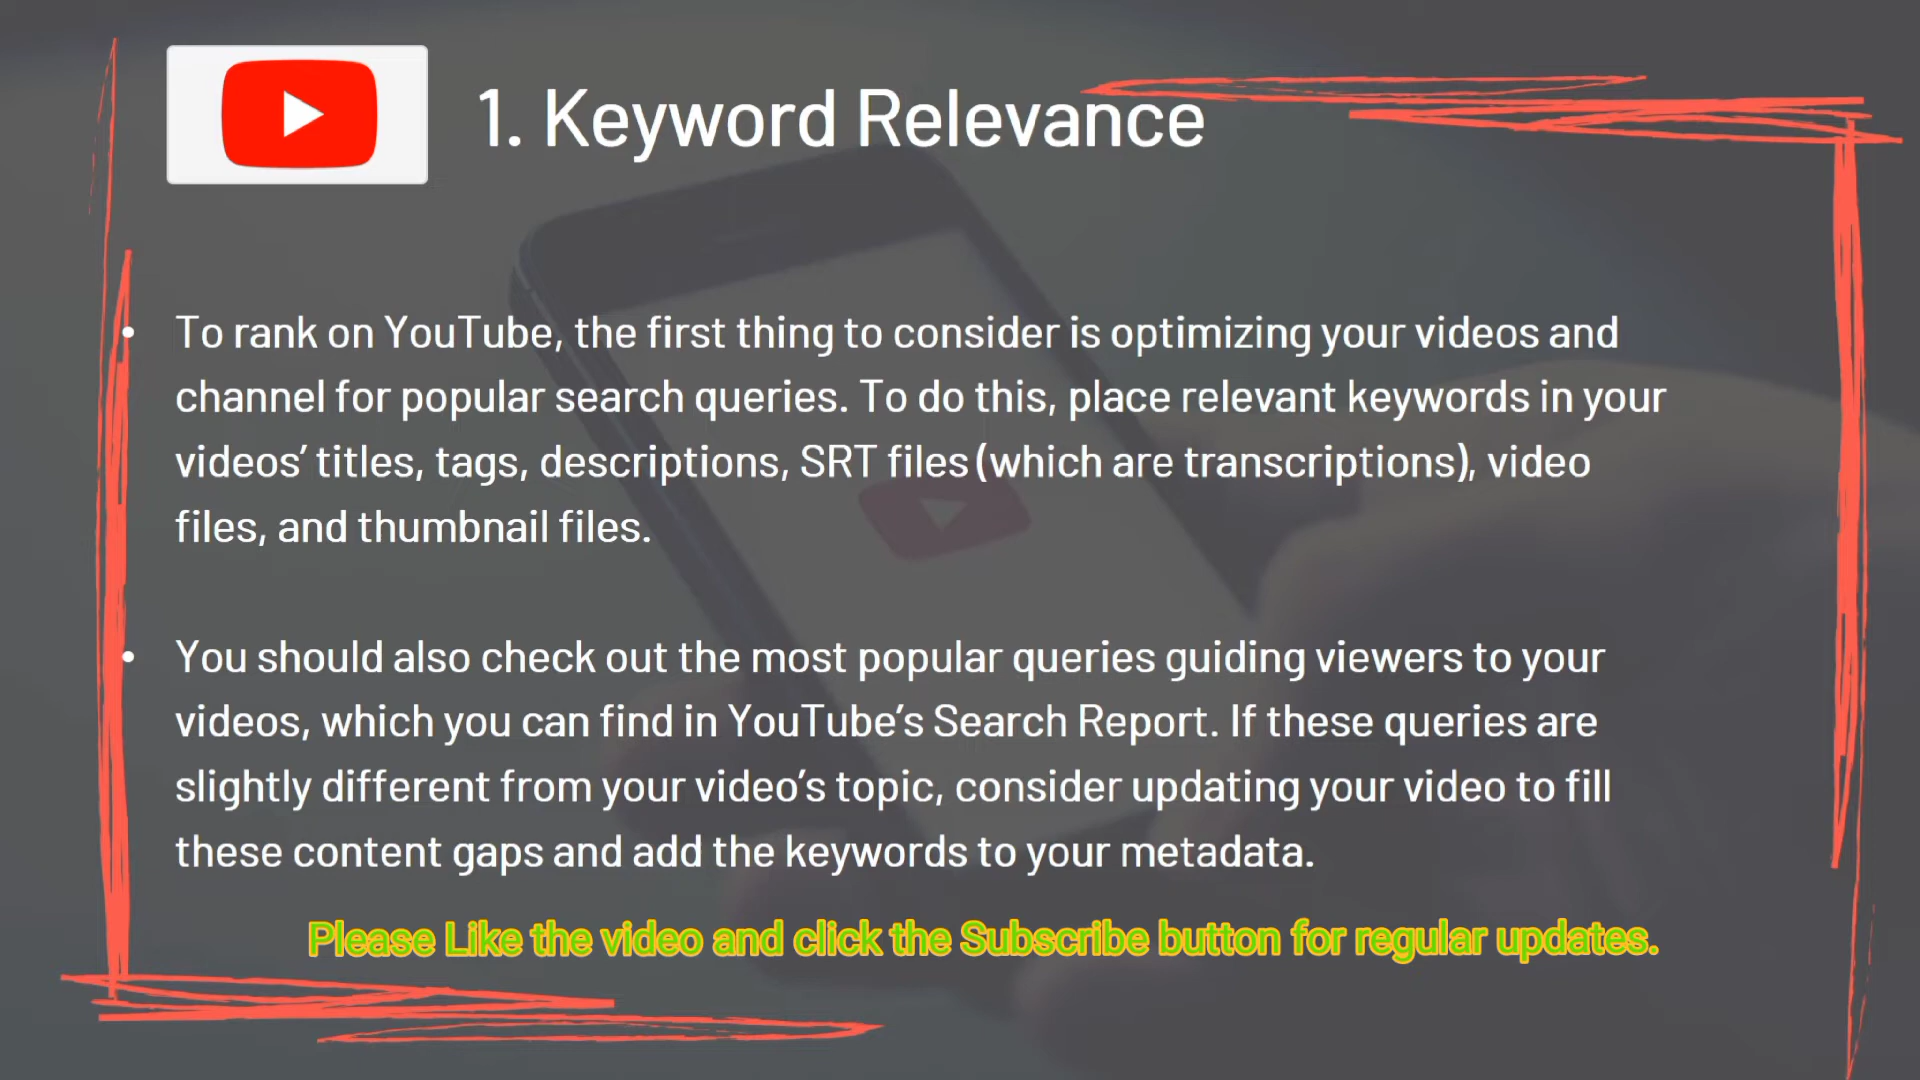 1. Keyword Relevance
• To rank on YouTube, the first thing to consider is optimizing your videos and
channel for popular search queries. To do this, place relevant keywords in your
videos’ titles, tags, descriptions, SRT files (which are transcriptions), video
files, and thumbnail files.
• You should also check out the most popular queries guiding viewers to your
videos, which you can find in YouTube’s Search Report. If these queries are
slightly different from your video’s topic, consider updating your video to fill
these content gaps and add the keywords to your metadata.
Please Like the video and click the Subscribe button for regular updates.